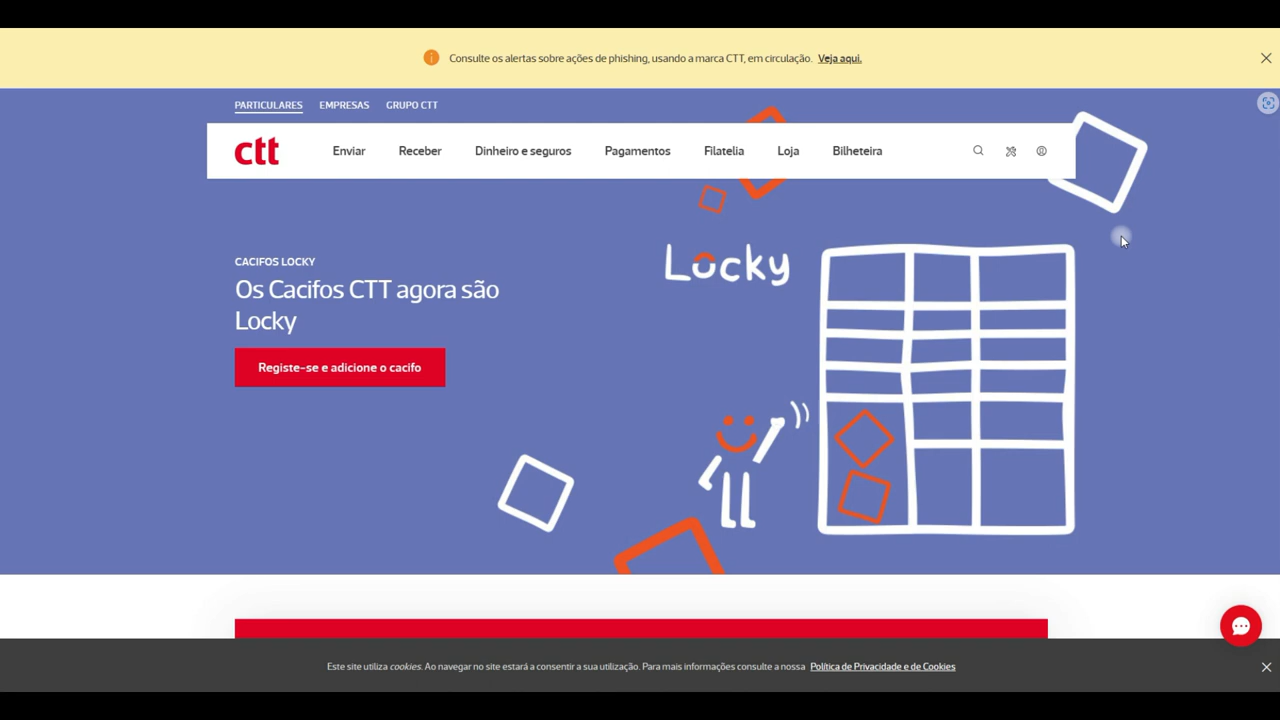 Consulte os alertas sobre ações de phishing, usando a marca CTT, em circulação. Veja aqui.
PARTICULARES EMPRESAS GRUPO CTT
ctt Enviar Receber Dinheiro e seguros Pagamentos Filatelia Loja Bilheteira
Locky
CACIFOS LOCKY
Os Cacifos CTT agora são
Locky
Registe-se e adicione o cacifo
Este site utiliza cookies. Ao navegar no site estará a consentir a sua utilização. Para mais informações consulte a nossa Política de Privacidade e de Cookies